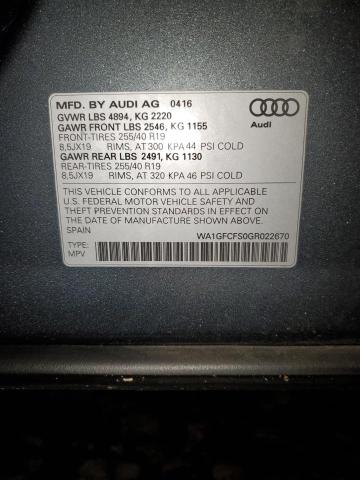 MFD. BY AUDI AG 0416
GVWR LBS 4894, KG 2220
GAWR FRONT LBS 2546, KG 1155
FRONT-TIRES 255/40 R19
8,5JX19 RIMS, AT 300 KPA 44 PSI COLD
GAWR REAR LBS 2491, KG 1130
REAR-TIRES 255/40 R19
8,5JX19 RIMS, AT 320 KPA 46 PSI COLD
Audi
THIS VEHICLE CONFORMS TO ALL APPLICABLE
U.S. FEDERAL MOTOR VEHICLE SAFETY AND
THEFT PREVENTION STANDARDS IN EFFECT ON
THE DATE OF MANUFACTURE SHOWN ABOVE.
SPAIN
WA1GFCFS0GR022670
TYPE:
MPV